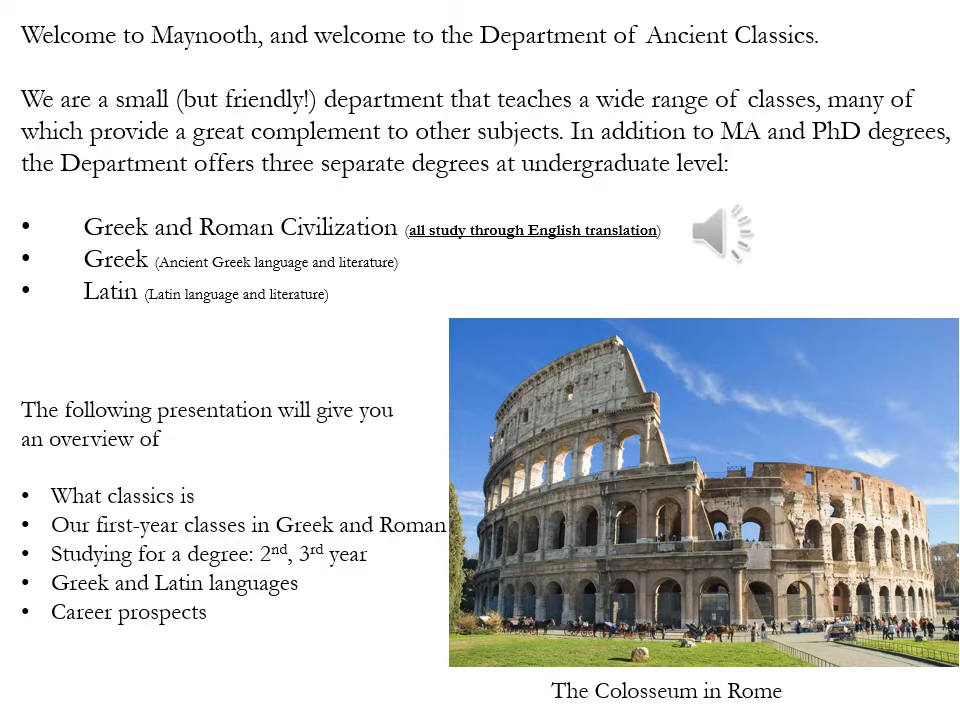 Welcome to Maynooth, and welcome to the Department of Ancient Classics.
We are a small (but friendly!) department that teaches a wide range of classes, many of
which provide a great complement to other subjects. In addition to MA and PhD degrees,
the Department offers three separate degrees at undergraduate level:
• Greek and Roman Civilization (all study through English translation)
• Greek (Ancient Greek language and literature)
• Latin (Latin language and literature)
The following presentation will give you
an overview of
• What classics is
• Our first-year classes in Greek and Roman
• Studying for a degree: 2nd, 3rd year
• Greek and Latin languages
• Career prospects
The Colosseum in Rome